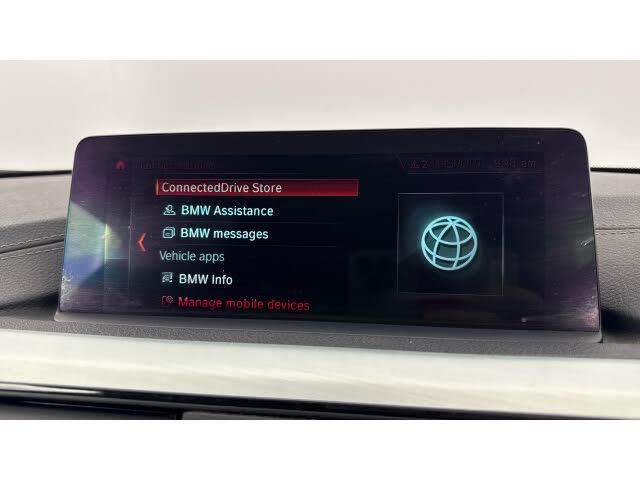 ConnectedDrive Store
BMW Assistance
BMW messages
Vehicle apps
BMW Info
Manage mobile devices